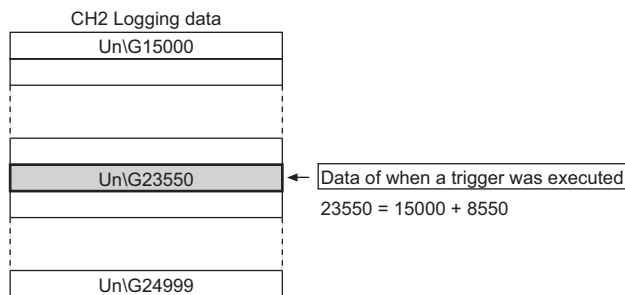 CH2 Logging data
Un\G15000
Un\G23550
Data of when a trigger was executed
23550 = 15000 + 8550
Un\G24999